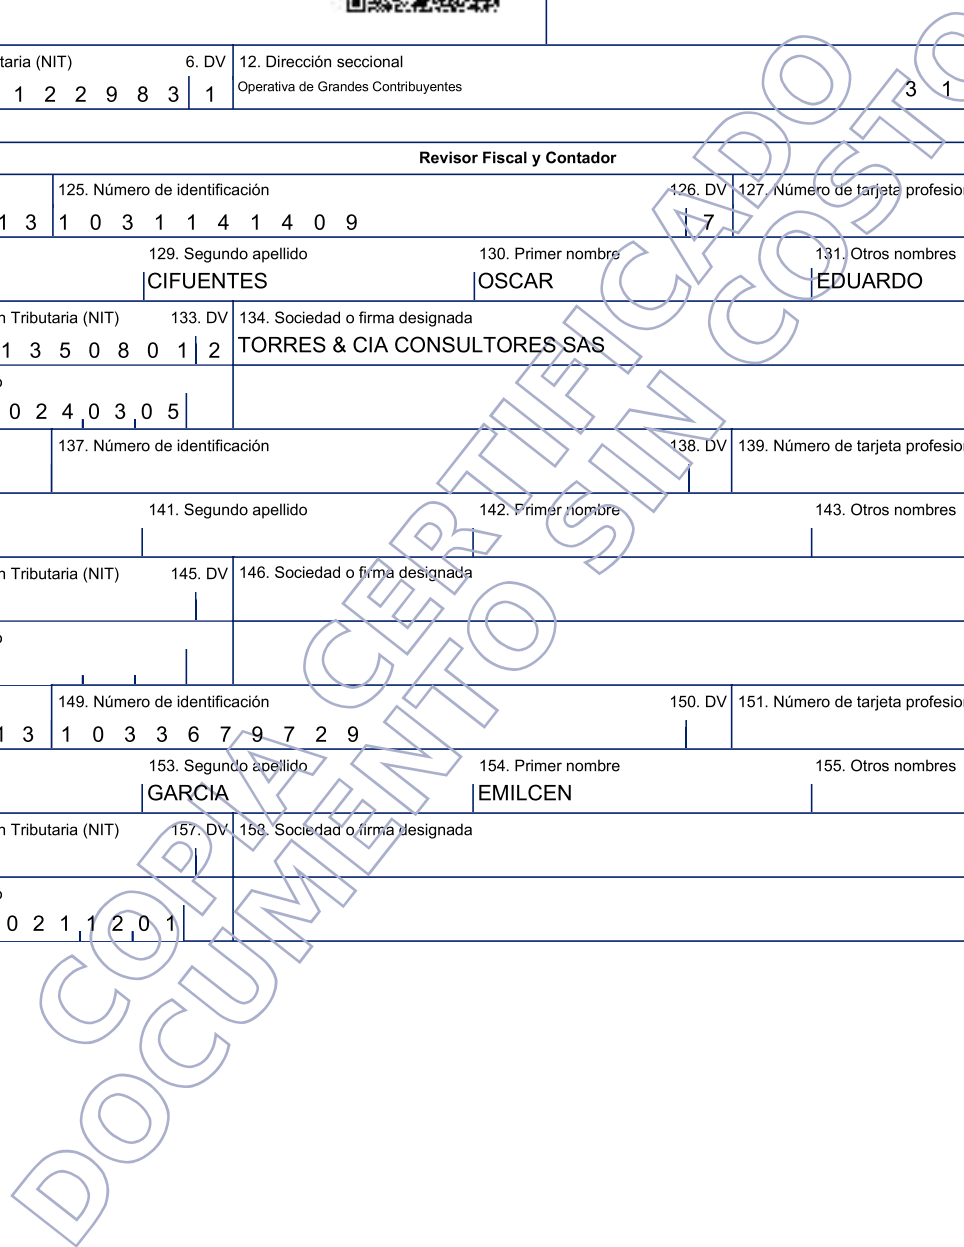 taria (NIT) 6. DV 12. Dirección seccional
1 2 2 9 8 3 1 Operativa de Grandes Contribuyentes 3 1
Revisor Fiscal y Contador
125. Número de identificación 126. DV 127. Número de tarjeta profesio
1 3 1 0 3 1 1 4 1 4 0 9 7
129. Segundo apellido 130. Primer nombre 131. Otros nombres
CIFUENTES OSCAR EDUARDO
n Tributaria (NIT) 133. DV 134. Sociedad o firma designada
1 3 5 0 8 0 1 2 TORRES & CIA CONSULTORES SAS
o
0 2 4 0 3 0 5
137. Número de identificación 138. DV 139. Número de tarjeta profesio
141. Segundo apellido 142. Primer nombre 143. Otros nombres
n Tributaria (NIT) 145. DV 146. Sociedad o firma designada
o
149. Número de identificación 150. DV 151. Número de tarjeta profesio
1 3 1 0 3 3 6 7 9 7 2 9
153. Segundo apellido 154. Primer nombre 155. Otros nombres
GARCIA EMILCEN
n Tributaria (NIT) 157. DV 158. Sociedad o firma designada
o
0 2 1 1 2 0 1
COPIA CERTIFICADO
DOCUMENTO SIN COSTO